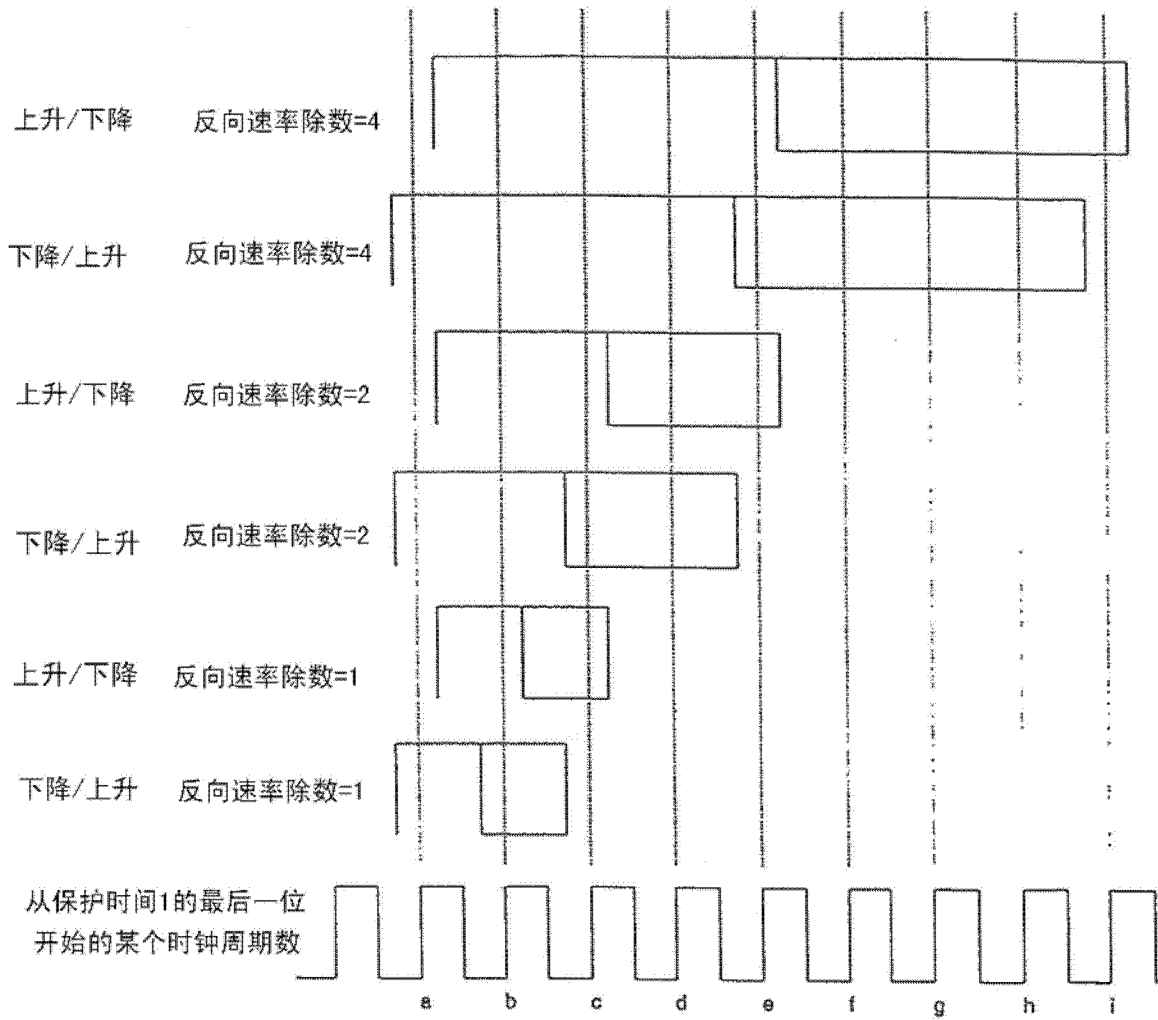 上升/下降 反向速率除数=4
下降/上升 反向速率除数=4
上升/下降 反向速率除数=2
下降/上升 反向速率除数=2
上升/下降 反向速率除数=1
下降/上升 反向速率除数=1
从保护时间1的最后一位
开始的某个时钟周期数
a b c d e f g h i